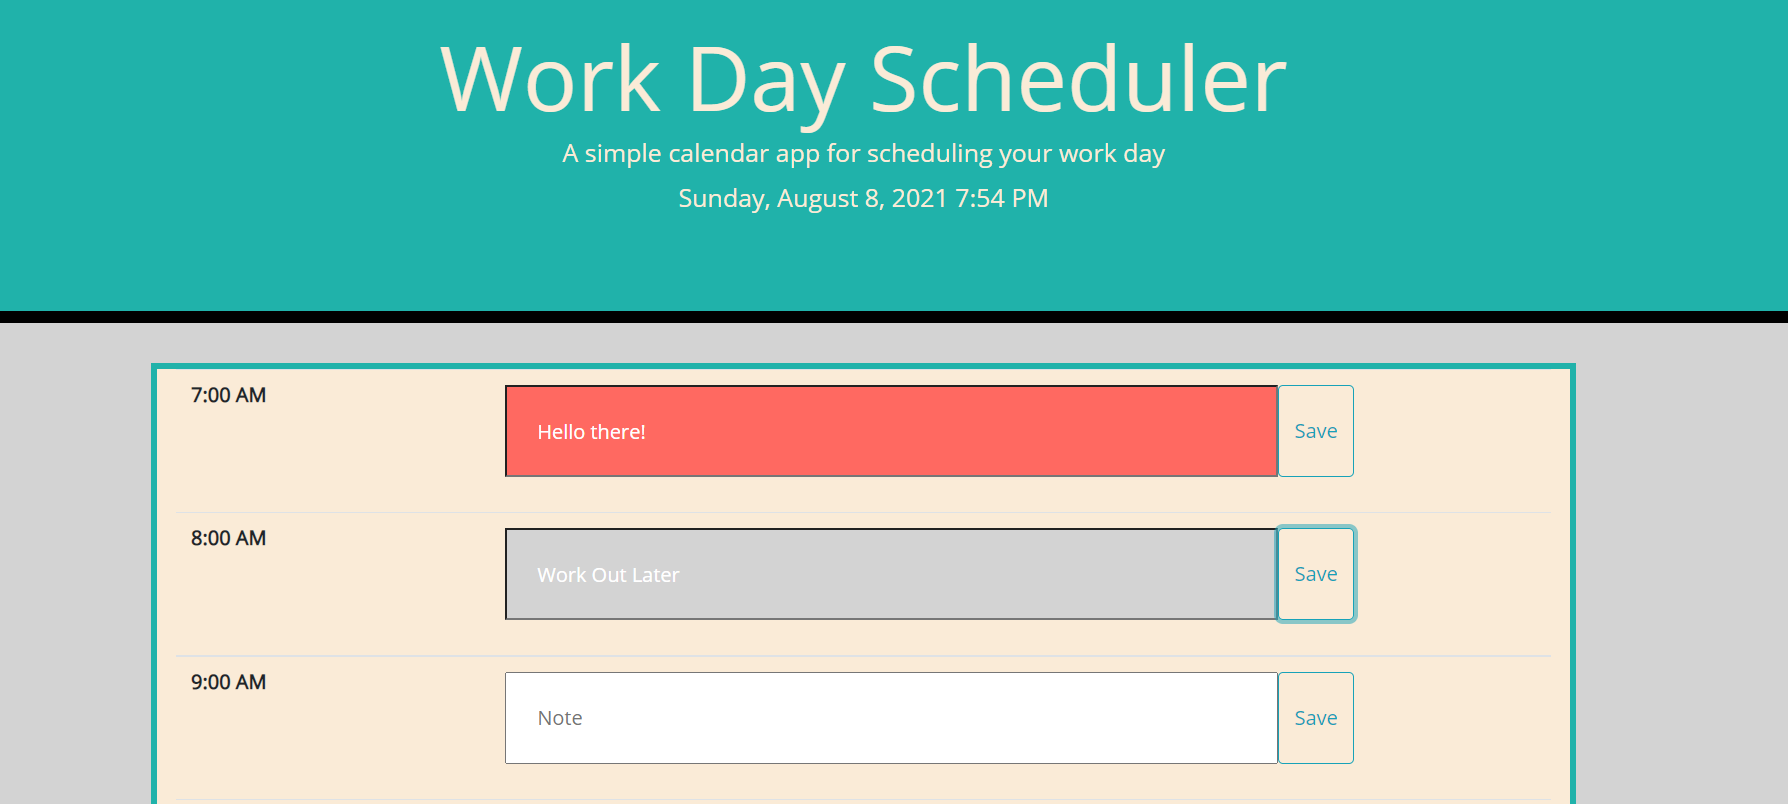 Work Day Scheduler
A simple calendar app for scheduling your work day
Sunday, August 8, 2021 7:54 PM
7:00 AM
Hello there!
Save
8:00 AM
Work Out Later
Save
9:00 AM
Note
Save